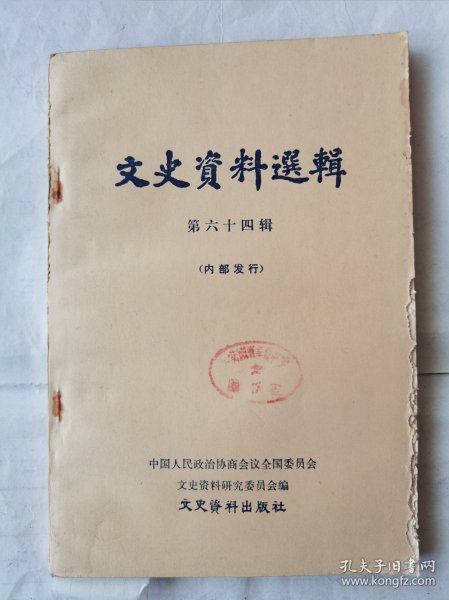 文史資料選輯
第六十四辑
（内部发行）
中国人民政治协商会议全国委员会
文史资料研究委员会编
文史資料出版社
孔夫子旧书网
www.kongfz.com